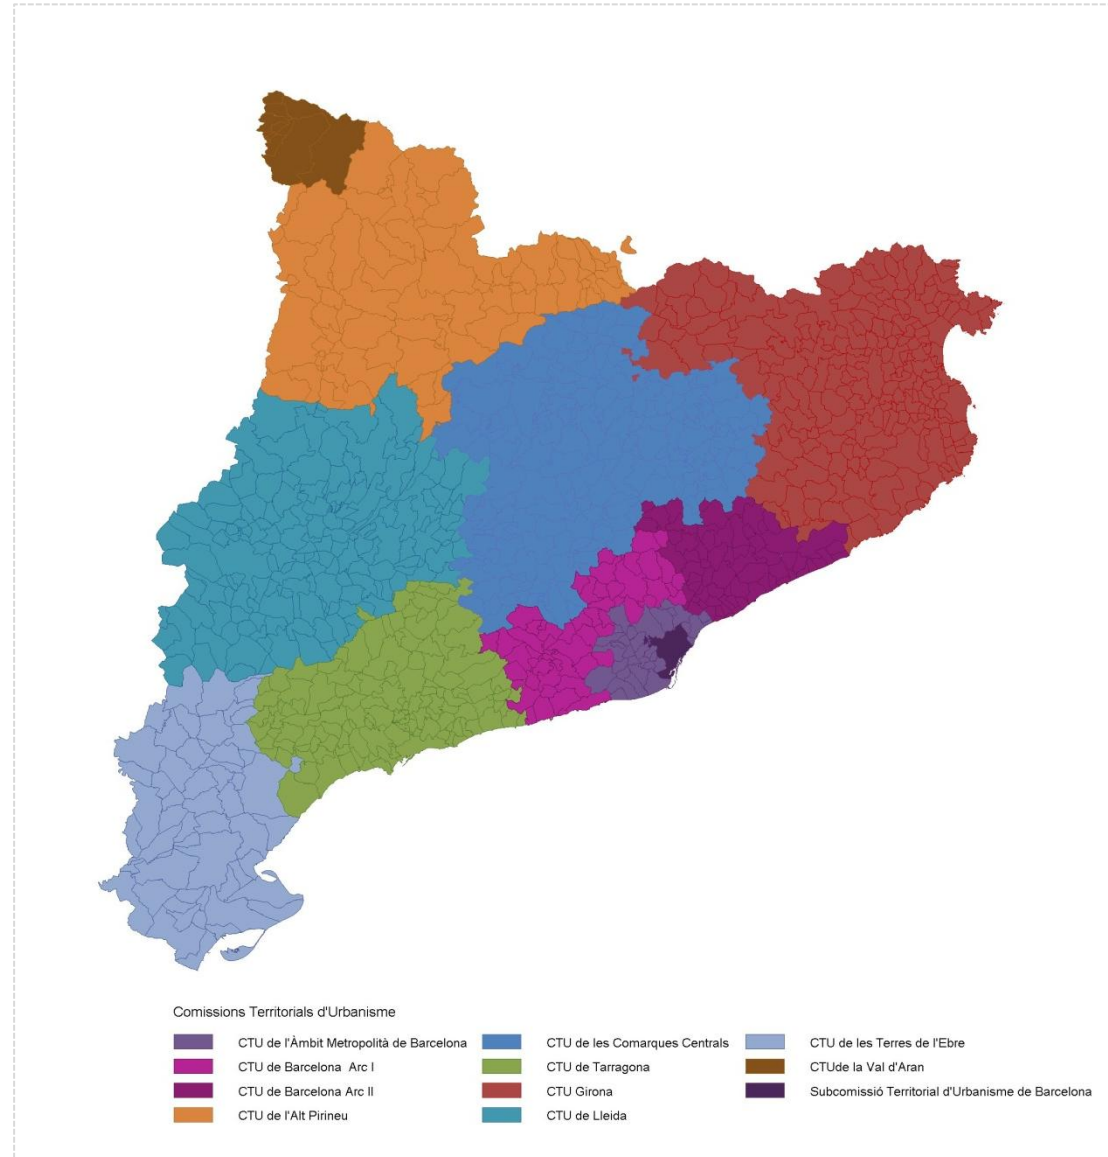 Comissions Territorials d'Urbanisme
CTU de l'Àmbit Metropolità de Barcelona
CTU de Barcelona Arc I
CTU de Barcelona Arc II
CTU de l'Alt Pirineu
CTU de les Comarques Centrals
CTU de Tarragona
CTU Girona
CTU de Lleida
CTU de les Terres de l'Ebre
CTUde la Val d'Aran
Subcomissió Territorial d'Urbanisme de Barcelona